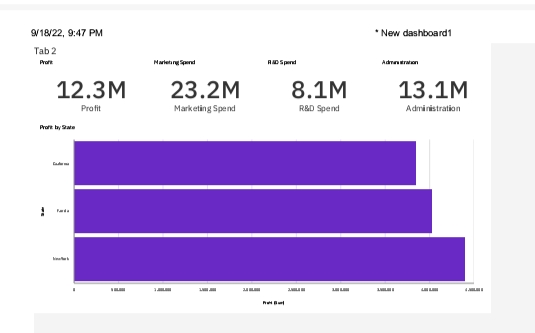 9/18/22, 9:47 PM * New dashboard1
Tab 2
Profit Marketing Spend R&D Spend Administration
12.3M 23.2M 8.1M 13.1M
Profit Marketing Spend R&D Spend Administration
Profit by State
California
State
Florida
New York
0 500,000 1,000,000 1,500,000 2,000,000 2,500,000 3,000,000 3,500,000 4,000,000 4,500,000
Profit (Sum)